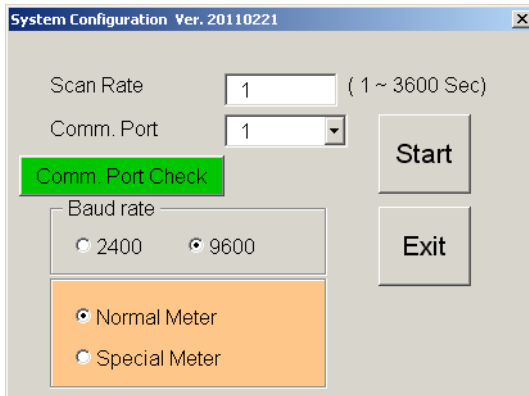 System Configuration Ver. 20110221
Scan Rate 1 ( 1 ~ 3600 Sec)
Comm. Port 1
Start
Comm. Port Check
Baud rate
2400 9600
Exit
Normal Meter
Special Meter